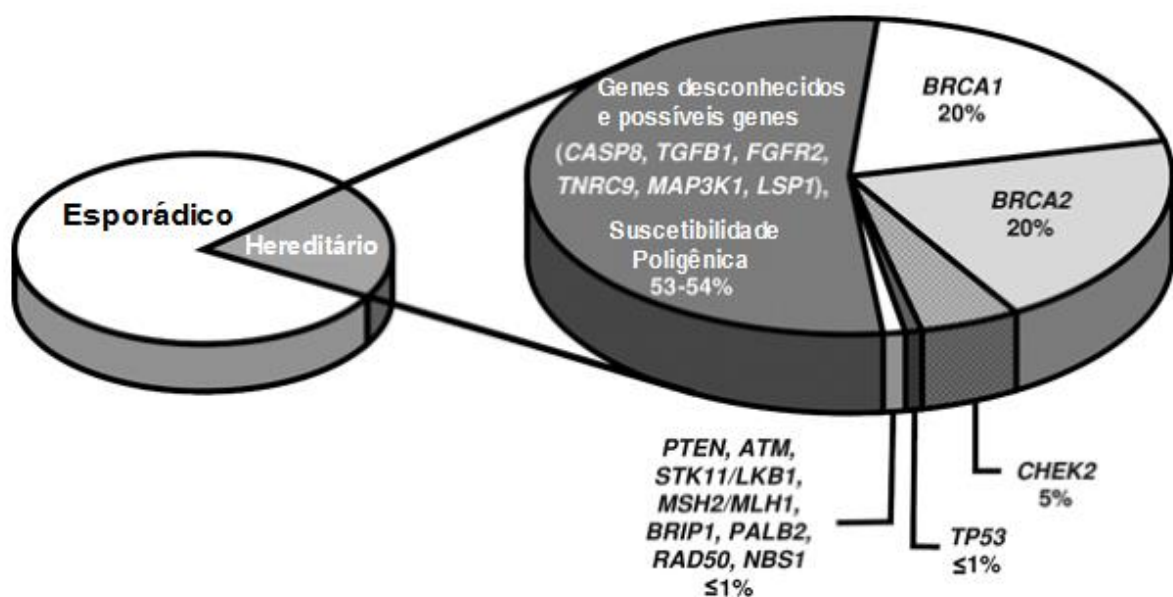 Esporádico
Hereditário
Genes desconhecidos
e possíveis genes
(CASP8, TGFB1, FGFR2,
TNRC9, MAP3K1, LSP1),
Suscetibilidade
Poligênica
53-54%
BRCA1
20%
BRCA2
20%
CHEK2
5%
TP53
≤1%
PTEN, ATM,
STK11/LKB1,
MSH2/MLH1,
BRIP1, PALB2,
RAD50, NBS1
≤1%